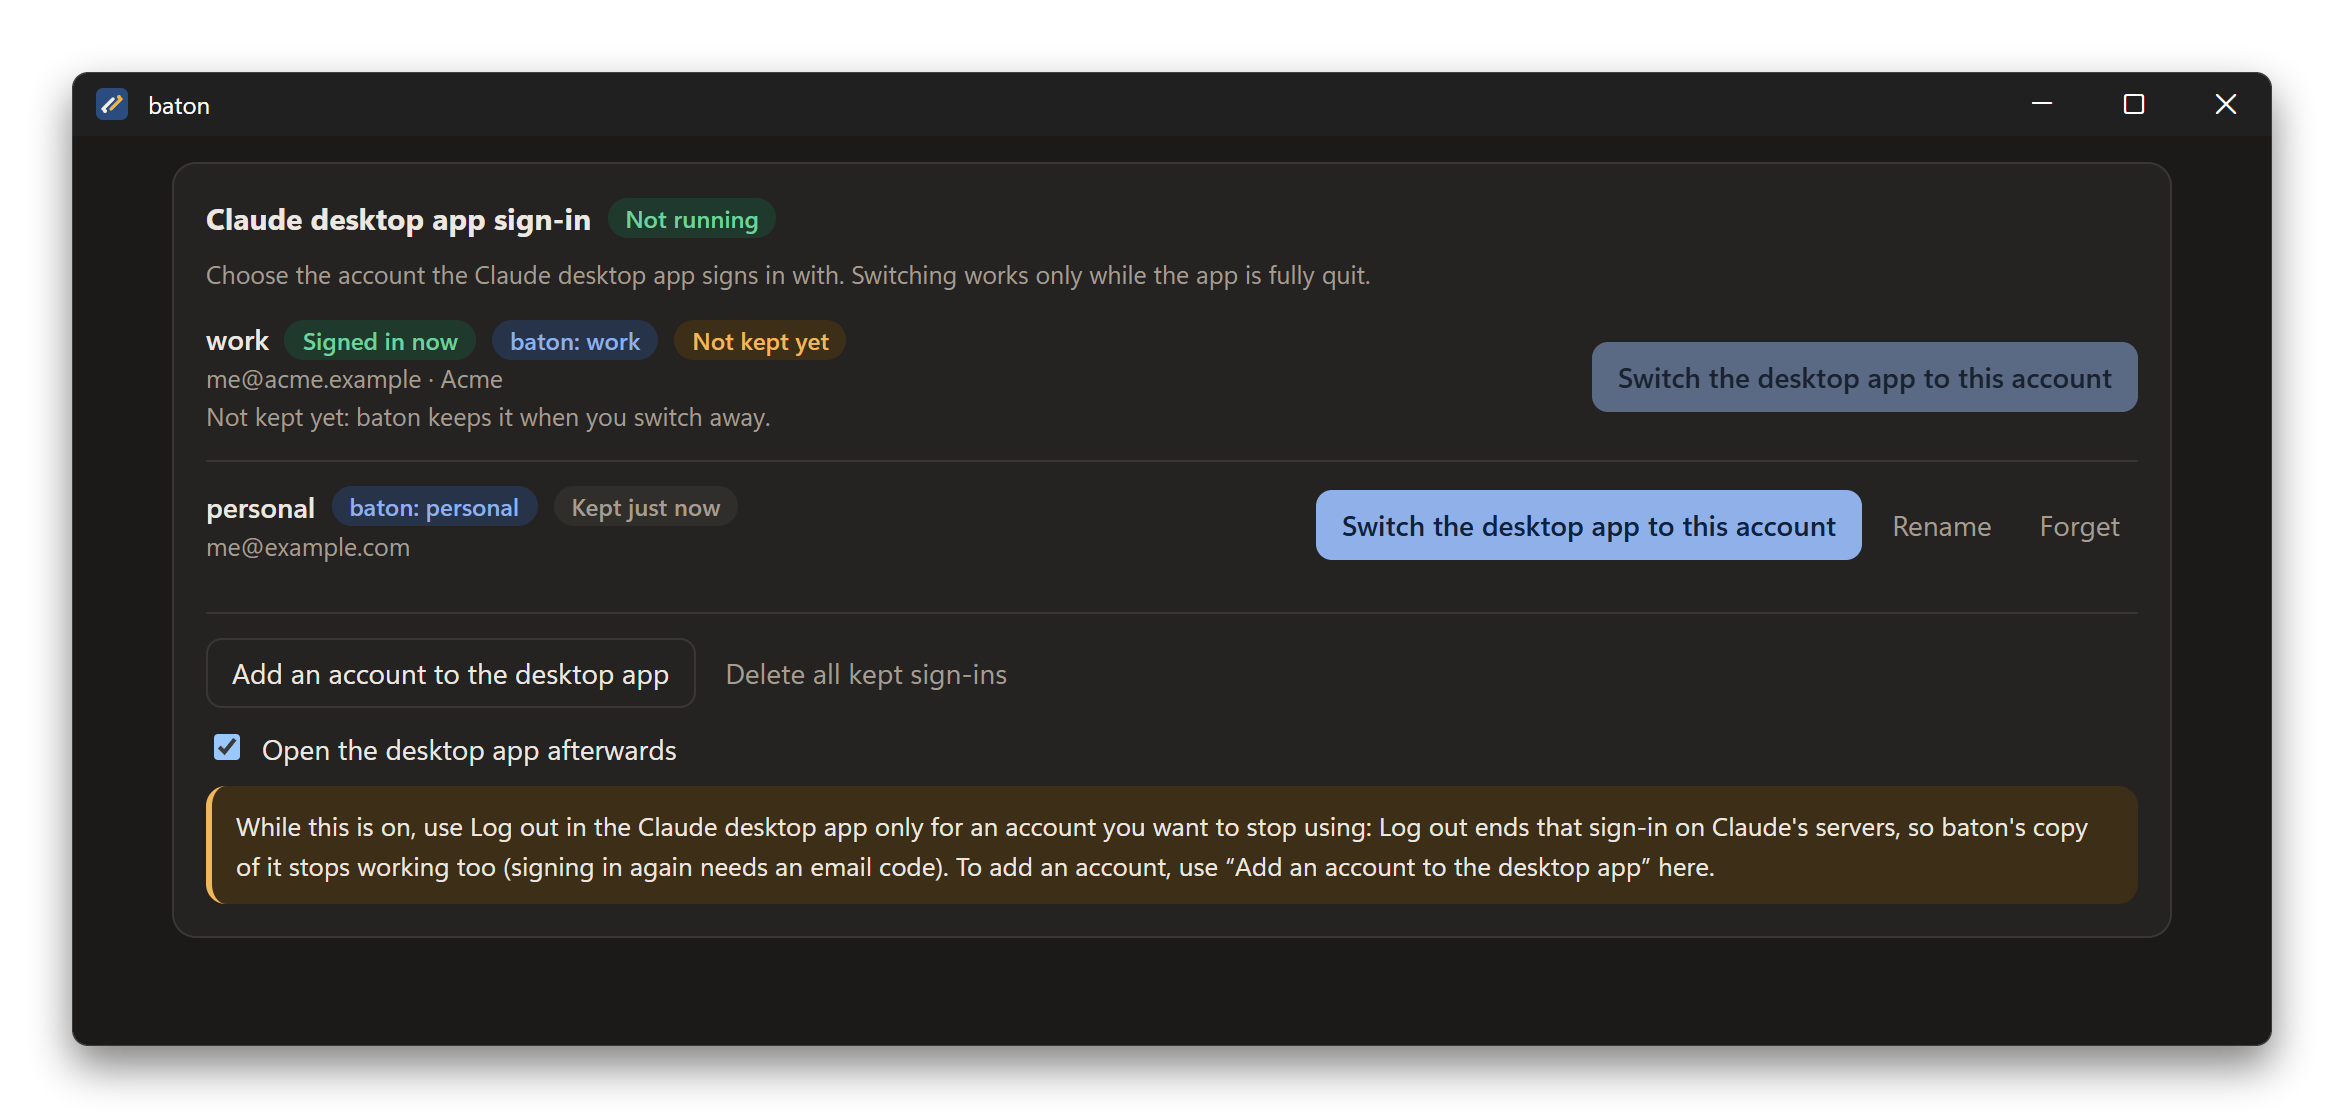 baton
Claude desktop app sign-in Not running
Choose the account the Claude desktop app signs in with. Switching works only while the app is fully quit.
work Signed in now baton: work Not kept yet
me@acme.example · Acme
Not kept yet: baton keeps it when you switch away.
Switch the desktop app to this account
personal baton: personal Kept just now
me@example.com
Switch the desktop app to this account Rename Forget
Add an account to the desktop app Delete all kept sign-ins
Open the desktop app afterwards
While this is on, use Log out in the Claude desktop app only for an account you want to stop using: Log out ends that sign-in on Claude's servers, so baton's copy
of it stops working too (signing in again needs an email code). To add an account, use “Add an account to the desktop app” here.